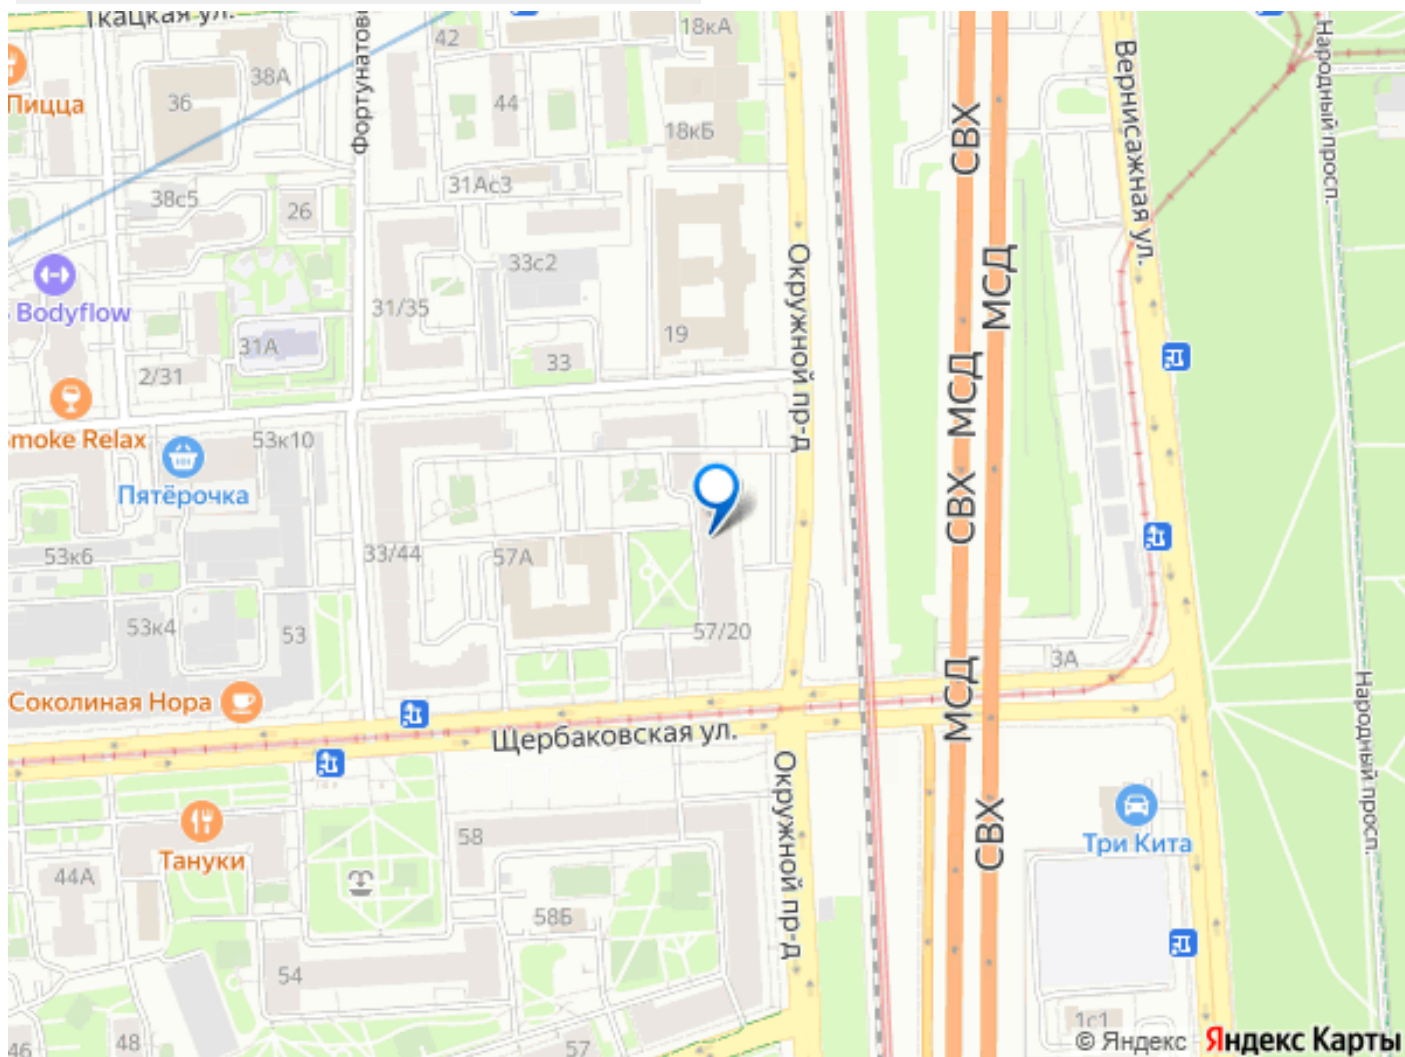 Ткацкая ул.
42
18кА
38А
36
44
Пицца
18кБ
Вернисажная ул.
Народный просп.
СВХ
31Ас3
38с5
26
33с2
Окружной пр-д
МСД
Bodyflow
31/35
19
31А
33
2/31
МСД
moke Relax
53к10
Пятёрочка
СВХ
53к6
33/44
57А
53к4
53
57/20
3А
МСД
Соколиная Нора
Щербаковская ул.
Народный просп.
Окружной пр-д
СВХ
58
Три Кита
Тануки
44А
58Б
54
1с1
46
48
57
© Яндекс Яндекс Карты